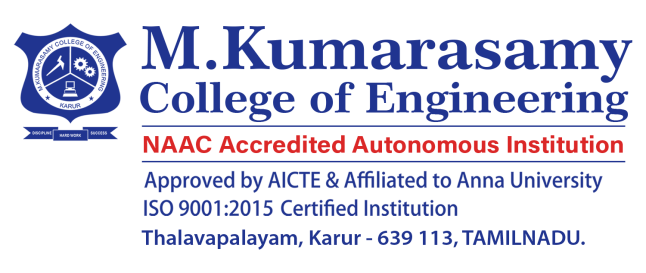 M.KUMARASAMY COLLEGE OF ENGINEERING
KARUR
DISCIPLINE HARD WORK SUCCESS
M.Kumarasamy
College of Engineering
NAAC Accredited Autonomous Institution
Approved by AICTE & Affiliated to Anna University
ISO 9001:2015 Certified Institution
Thalavapalayam, Karur - 639 113, TAMILNADU.